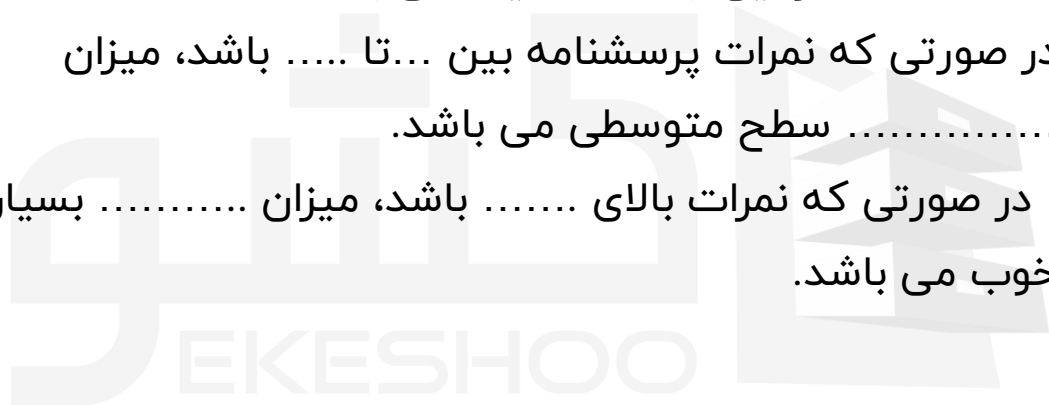 در صورتی که نمرات پرسشنامه بین ...تا ..... باشد، میزان
............... سطح متوسطی می باشد.
در صورتی که نمرات بالای ....... باشد، میزان .......... بسیار
خوب می باشد.
EKESHOO